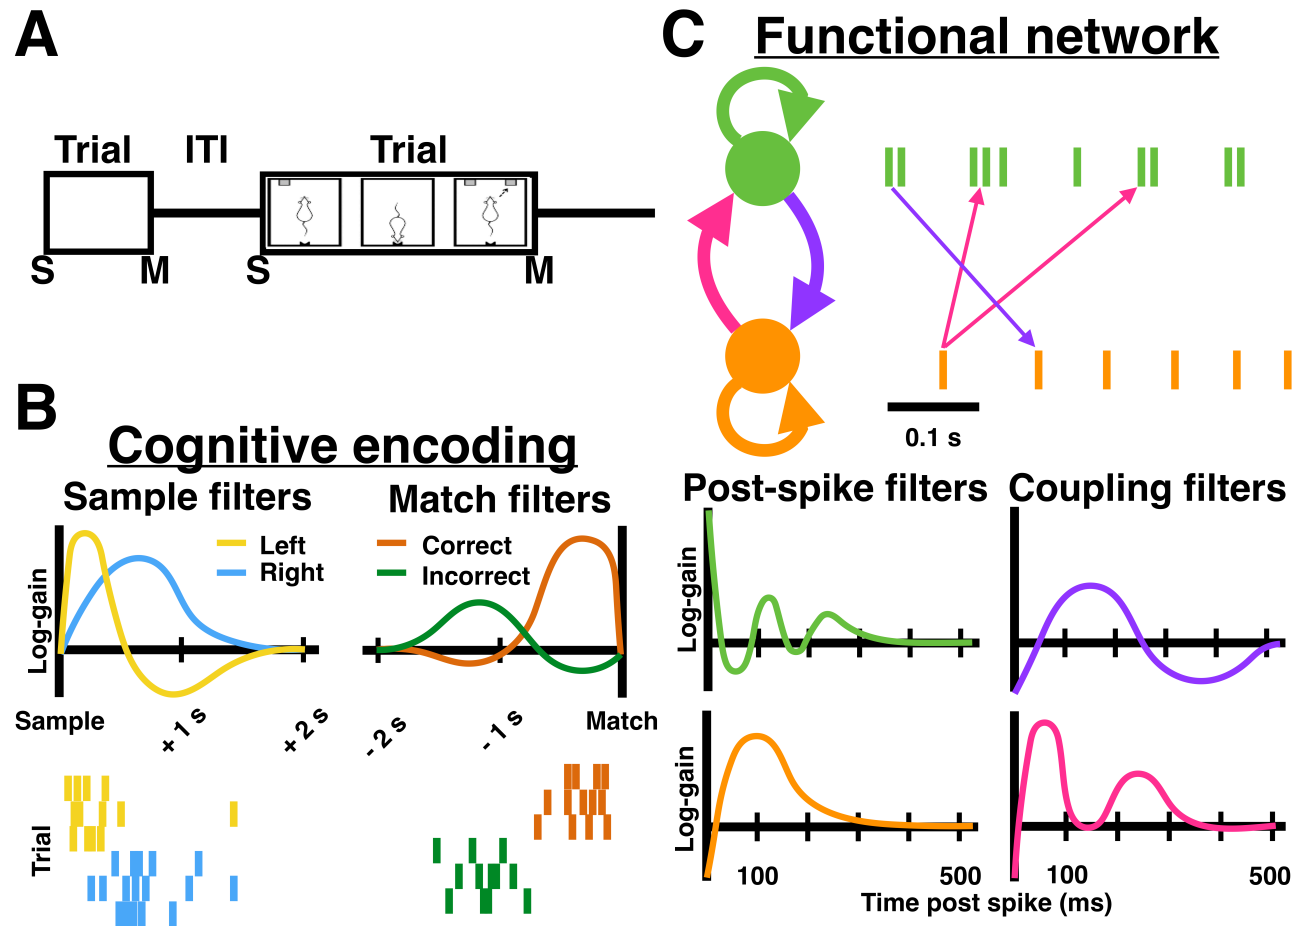 A
Trial
ITI
Trial
S
M
S
M
B
Cognitive encoding
Sample filters
Match filters
Left
Right
Correct
Incorrect
Log-gain
Sample
+ 1 s
+ 2 s
- 2 s
- 1 s
Match
Trial
C
Functional network
0.1 s
Post-spike filters
Coupling filters
Log-gain
Log-gain
100
500
100
500
Time post spike (ms)